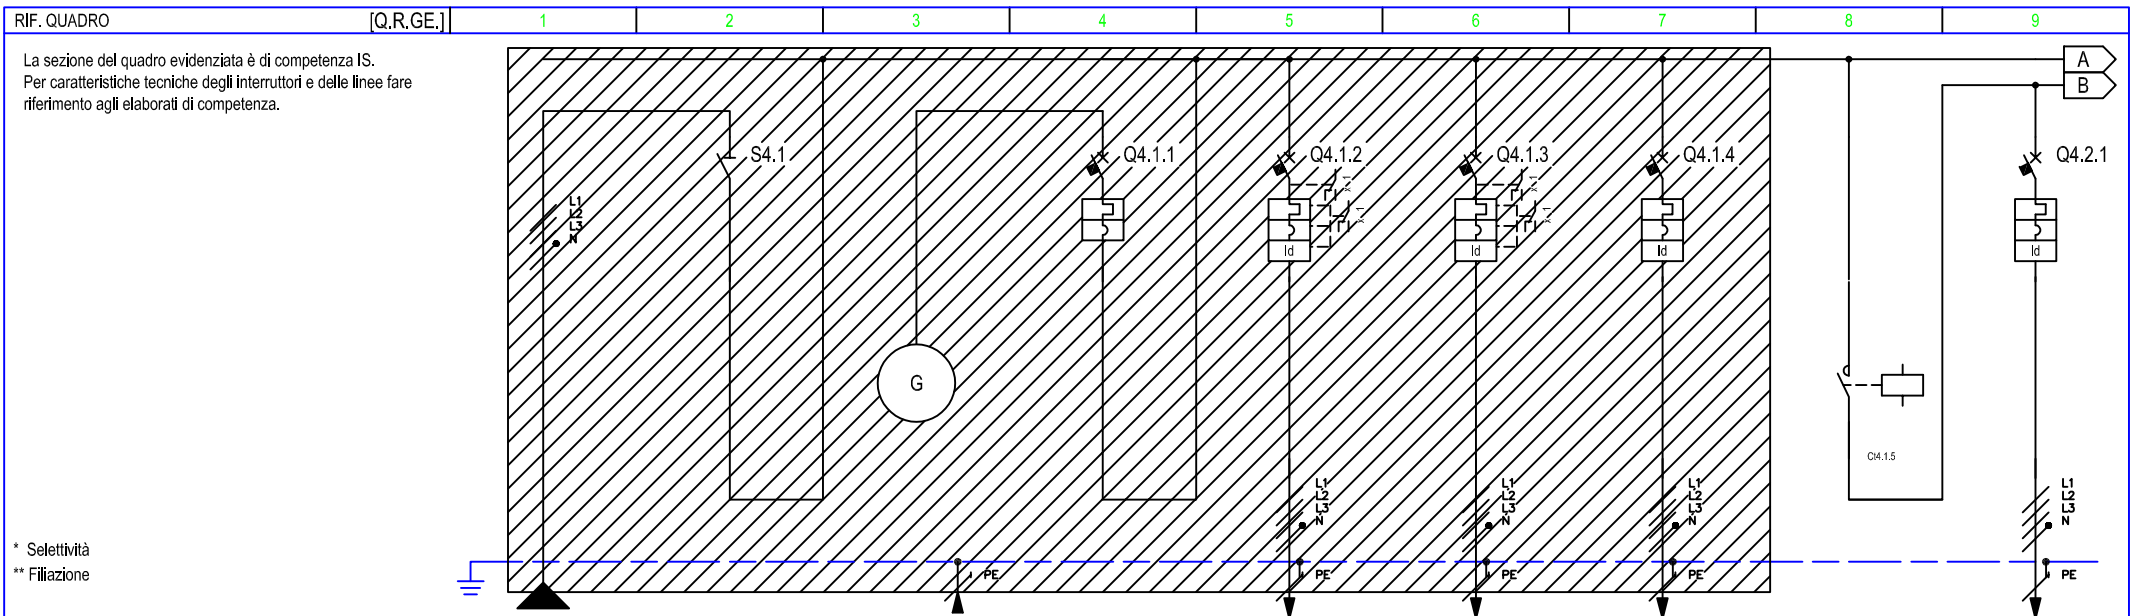 RIF. QUADRO [Q.R.GE.] 1 2 3 4 5 6 7 8 9
La sezione del quadro evidenziata è di competenza IS.
Per caratteristiche tecniche degli interruttori e delle linee fare
riferimento agli elaborati di competenza.
A
B
S4.1 Q4.1.1 Q4.1.2 Q4.1.3 Q4.1.4 Q4.2.1
x1 x1
x1 x1
L1
L2
L3
N
Id Id Id Id
G
Ct4.1.5
L1 L1 L1 L1
L2 L2 L2 L2
L3 L3 L3 L3
N N N N
* Selettività
** Filiazione
PE PE PE PE PE